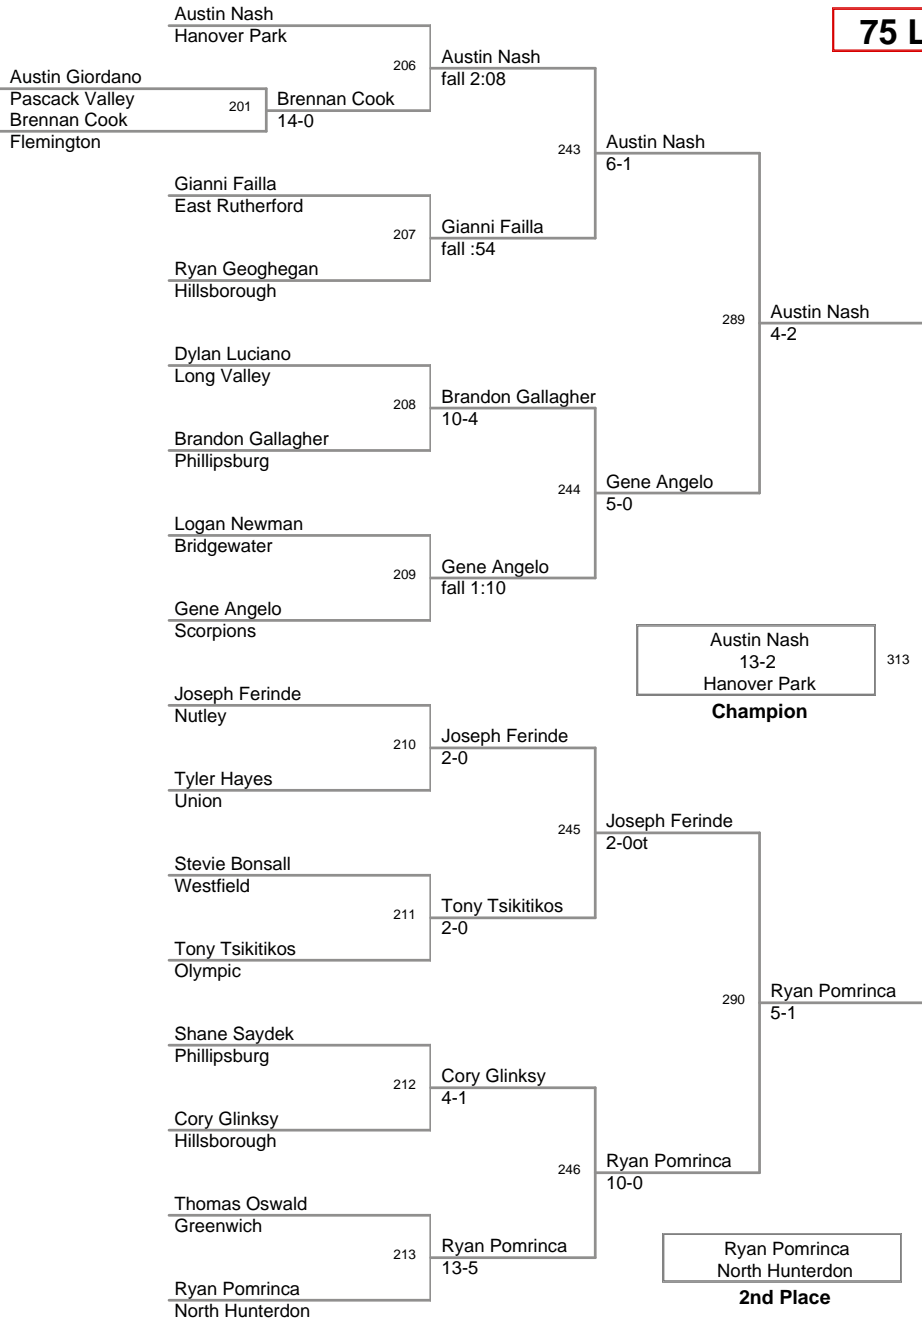 Austin Nash
Hanover Park
75 L
206
Austin Nash
fall 2:08
Austin Giordano
Pascack Valley
201
Brennan Cook
14-0
Brennan Cook
Flemington
243
Austin Nash
6-1
Gianni Failla
East Rutherford
207
Gianni Failla
fall :54
Ryan Geoghegan
Hillsborough
289
Austin Nash
4-2
Dylan Luciano
Long Valley
208
Brandon Gallagher
10-4
Brandon Gallagher
Phillipsburg
244
Gene Angelo
5-0
Logan Newman
Bridgewater
209
Gene Angelo
fall 1:10
Gene Angelo
Scorpions
Austin Nash
13-2
Hanover Park
313
Champion
Joseph Ferinde
Nutley
210
Joseph Ferinde
2-0
Tyler Hayes
Union
245
Joseph Ferinde
2-0ot
Stevie Bonsall
Westfield
211
Tony Tsikitikos
2-0
Tony Tsikitikos
Olympic
290
Ryan Pomrinca
5-1
Shane Saydek
Phillipsburg
212
Cory Glinksy
4-1
Cory Glinksy
Hillsborough
246
Ryan Pomrinca
10-0
Thomas Oswald
Greenwich
213
Ryan Pomrinca
13-5
Ryan Pomrinca
North Hunterdon
Ryan Pomrinca
North Hunterdon
2nd Place